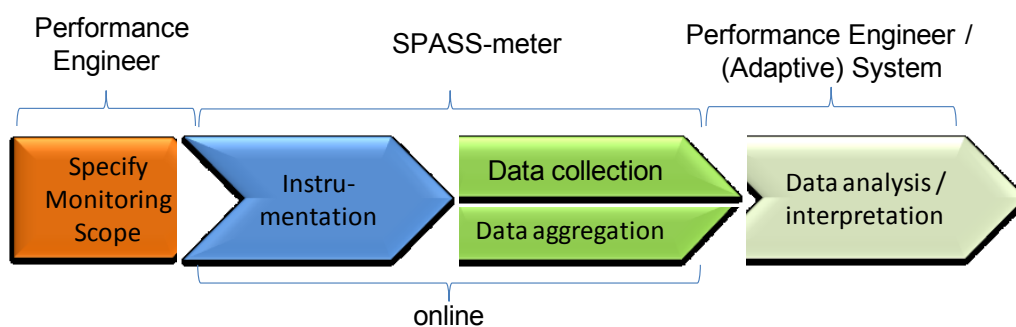 Performance
Engineer
SPASS-meter
Performance Engineer /
(Adaptive) System
Specify
Monitoring
Scope
Instru-
mentation
Data collection
Data aggregation
Data analysis /
interpretation
online